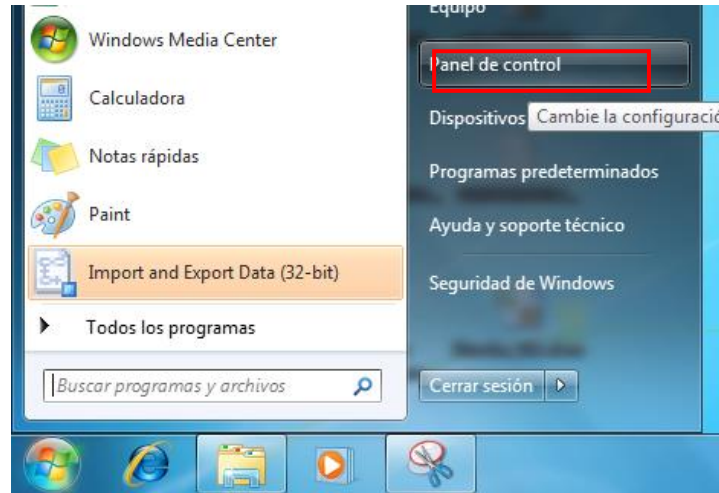 Windows Media Center
Calculadora
Notas rápidas
Paint
Import and Export Data (32-bit)
Todos los programas
Buscar programas y archivos
Equipo
Panel de control
Dispositivos
Cambie la configuració
Programas predeterminados
Ayuda y soporte técnico
Seguridad de Windows
Cerrar sesión